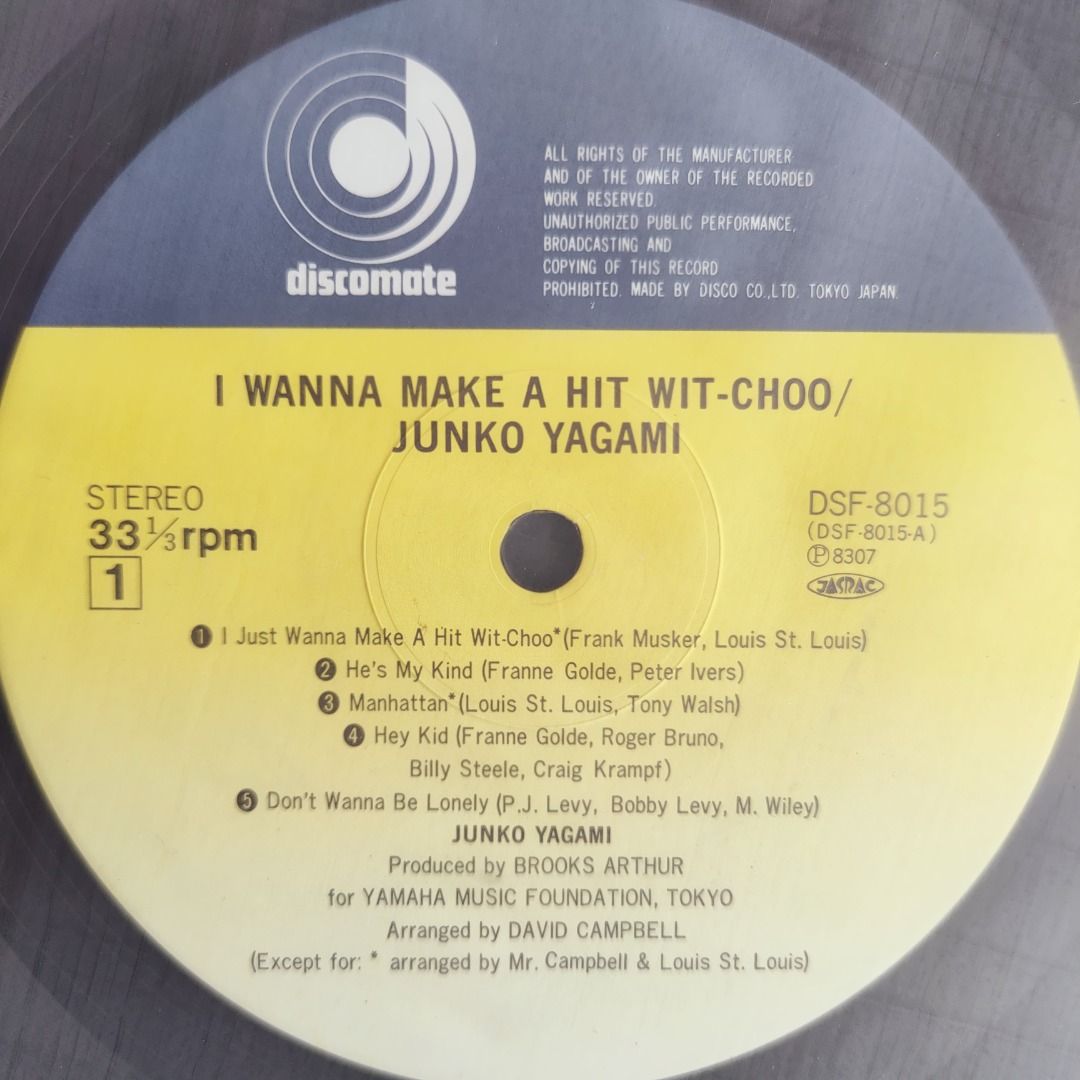 discomate
ALL RIGHTS OF THE MANUFACTURER
AND OF THE OWNER OF THE RECORDED
WORK RESERVED.
UNAUTHORIZED PUBLIC PERFORMANCE,
BROADCASTING AND
COPYING OF THIS RECORD
PROHIBITED. MADE BY DISCO CO.,LTD. TOKYO JAPAN.
I WANNA MAKE A HIT WIT-CHOO/
JUNKO YAGAMI
STEREO
33 1/3 rpm
1
DSF-8015
(DSF-8015-A)
Ⓟ8307
JASRAC
❶ I Just Wanna Make A Hit Wit-Choo*(Frank Musker, Louis St. Louis)
❷ He's My Kind (Franne Golde, Peter Ivers)
❸ Manhattan*(Louis St. Louis, Tony Walsh)
❹ Hey Kid (Franne Golde, Roger Bruno,
Billy Steele, Craig Krampf)
❺ Don't Wanna Be Lonely (P.J. Levy, Bobby Levy, M. Wiley)
JUNKO YAGAMI
Produced by BROOKS ARTHUR
for YAMAHA MUSIC FOUNDATION, TOKYO
Arranged by DAVID CAMPBELL
(Except for: * arranged by Mr. Campbell & Louis St. Louis)